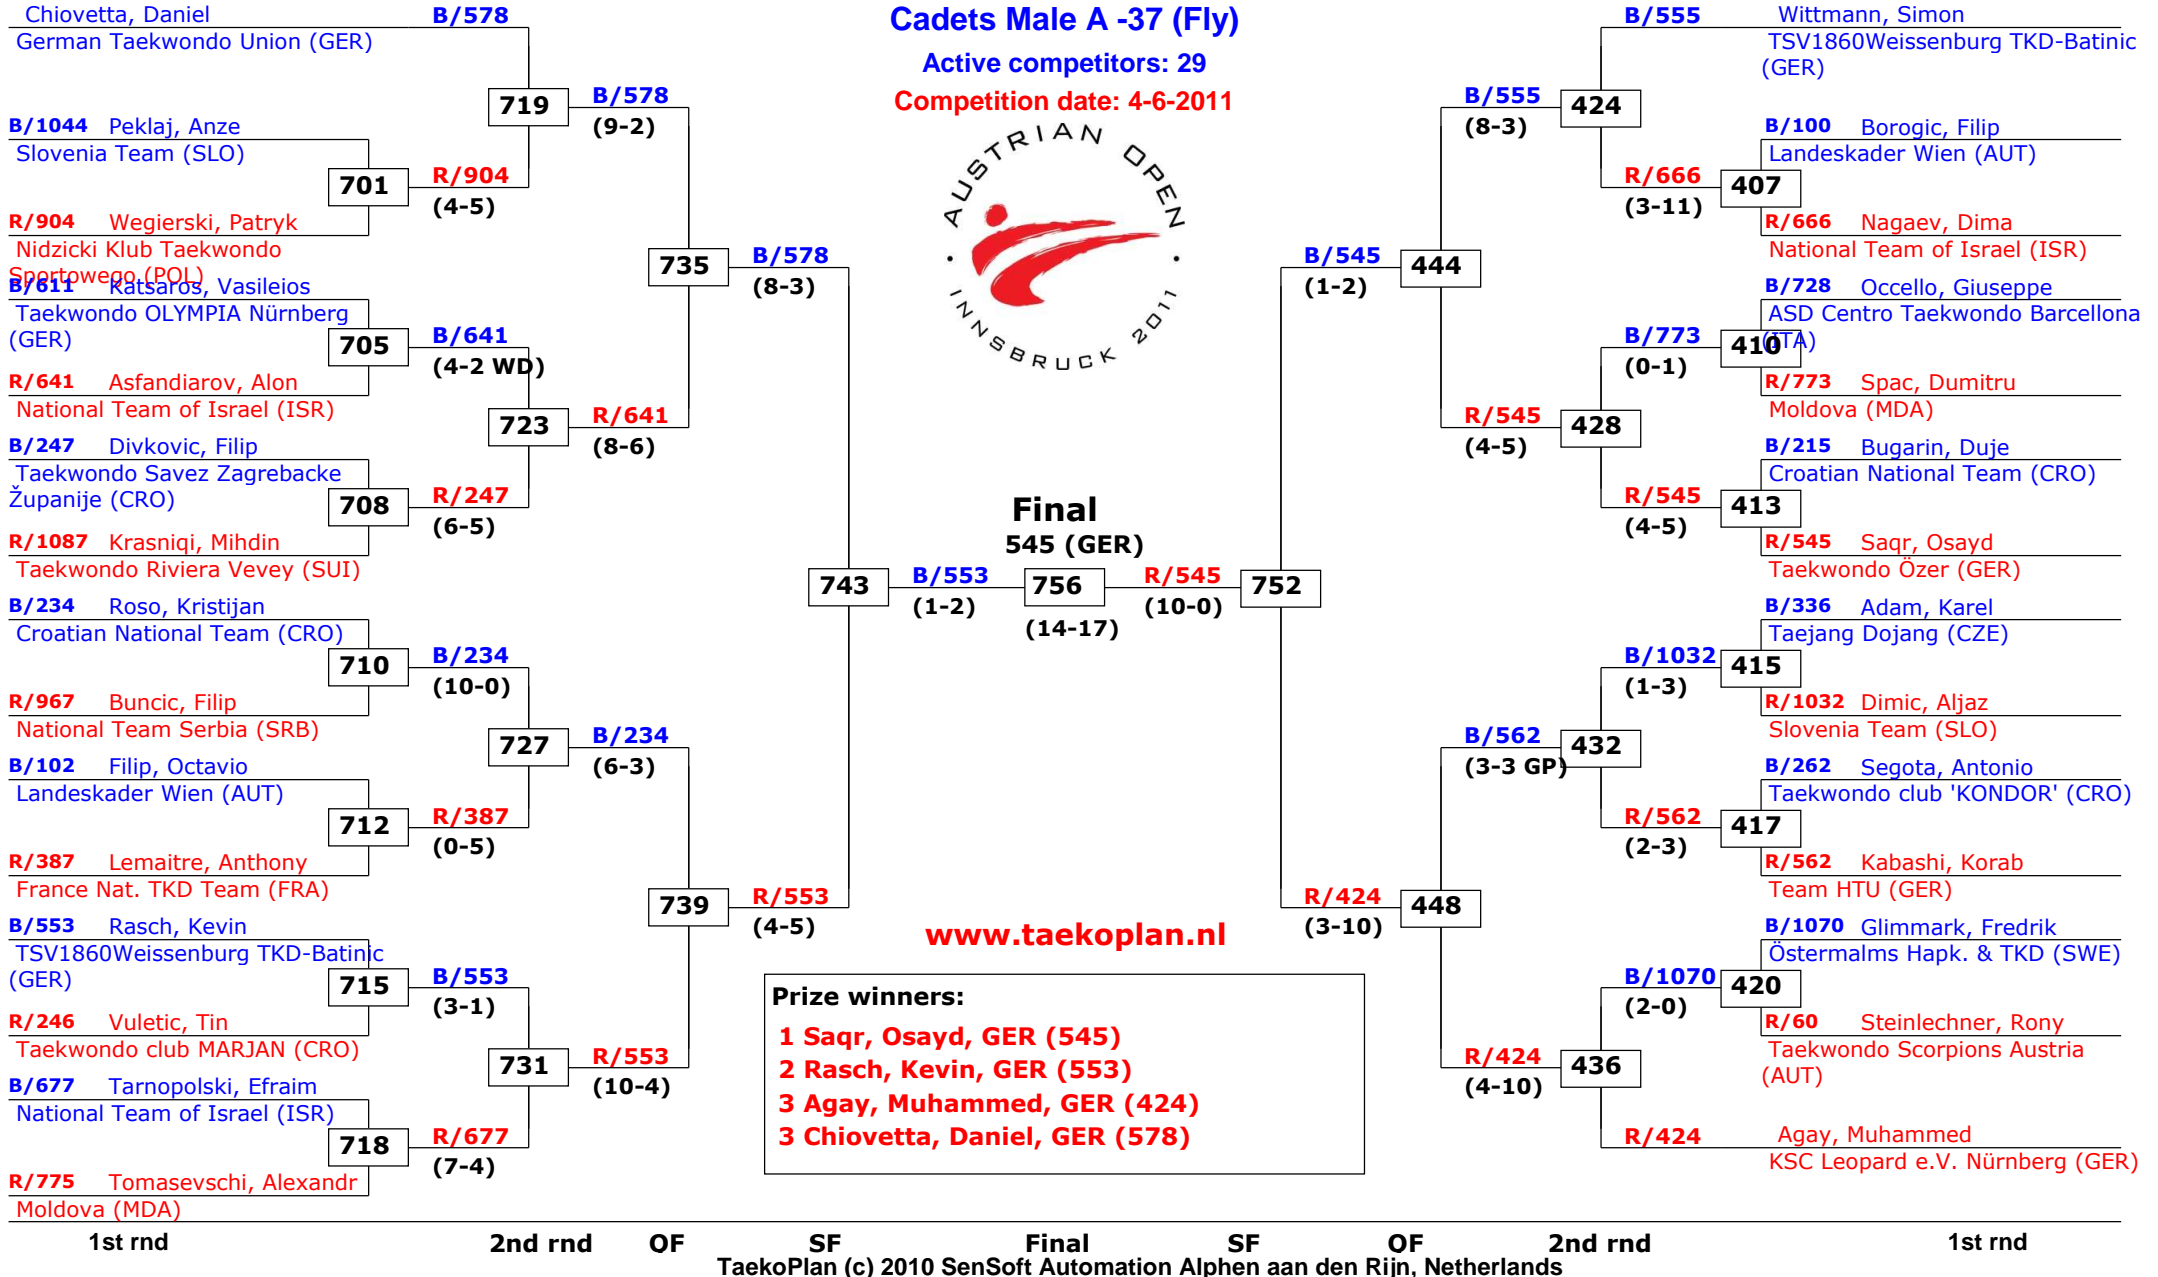 Cadets Male A -37 (Fly)
Active competitors: 29
Competition date: 4-6-2011
AUSTRIAN OPEN
INNSBRUCK 2011
Chiovetta, Daniel
German Taekwondo Union (GER)
B/1044 Peklaj, Anze
Slovenia Team (SLO)
R/904 Wegierski, Patryk
Nidzicki Klub Taekwondo
Sportowego (POL)
B/611 Katsaros, Vasileios
Taekwondo OLYMPIA Nürnberg
(GER)
R/641 Asfandiarov, Alon
National Team of Israel (ISR)
B/247 Divkovic, Filip
Taekwondo Savez Zagrebacke
Županije (CRO)
R/1087 Krasniqi, Mihdin
Taekwondo Riviera Vevey (SUI)
B/234 Roso, Kristijan
Croatian National Team (CRO)
R/967 Buncic, Filip
National Team Serbia (SRB)
B/102 Filip, Octavio
Landeskader Wien (AUT)
R/387 Lemaitre, Anthony
France Nat. TKD Team (FRA)
B/553 Rasch, Kevin
TSV1860Weissenburg TKD-Batinic
(GER)
R/246 Vuletic, Tin
Taekwondo club MARJAN (CRO)
B/677 Tarnopolski, Efraim
National Team of Israel (ISR)
R/775 Tomasevschi, Alexandr
Moldova (MDA)
701
705
708
710
712
715
718
B/578
R/904
(4-5)
B/641
(4-2 WD)
R/247
(6-5)
B/234
(10-0)
R/387
(0-5)
B/553
(3-1)
R/677
(7-4)
719
723
727
731
B/578
(9-2)
R/641
(8-6)
B/234
(6-3)
R/553
(10-4)
735
739
B/578
(8-3)
R/553
(4-5)
743
B/553
(1-2)
Final
545 (GER)
756
(14-17)
R/545
(10-0)
752
B/545
(1-2)
R/424
(3-10)
444
448
B/555
(8-3)
R/545
(4-5)
B/562
(3-3 GP)
R/424
(4-10)
424
428
432
436
B/555
R/666
(3-11)
B/773
(0-1)
R/545
(4-5)
B/1032
(1-3)
R/562
(2-3)
B/1070
(2-0)
R/424
407
410
413
415
417
420
Wittmann, Simon
TSV1860Weissenburg TKD-Batinic
(GER)
B/100 Borogic, Filip
Landeskader Wien (AUT)
R/666 Nagaev, Dima
National Team of Israel (ISR)
B/728 Occello, Giuseppe
ASD Centro Taekwondo Barcellona
(ITA)
R/773 Spac, Dumitru
Moldova (MDA)
B/215 Bugarin, Duje
Croatian National Team (CRO)
R/545 Saqr, Osayd
Taekwondo Özer (GER)
B/336 Adam, Karel
Taejang Dojang (CZE)
R/1032 Dimic, Aljaz
Slovenia Team (SLO)
B/262 Segota, Antonio
Taekwondo club 'KONDOR' (CRO)
R/562 Kabashi, Korab
Team HTU (GER)
B/1070 Glimmark, Fredrik
Östermalms Hapk. & TKD (SWE)
R/60 Steinlechner, Rony
Taekwondo Scorpions Austria
(AUT)
Agay, Muhammed
KSC Leopard e.V. Nürnberg (GER)
www.taekoplan.nl
Prize winners:
1 Saqr, Osayd, GER (545)
2 Rasch, Kevin, GER (553)
3 Agay, Muhammed, GER (424)
3 Chiovetta, Daniel, GER (578)
1st rnd 2nd rnd QF SF Final SF QF 2nd rnd 1st rnd
TaekoPlan (c) 2010 SenSoft Automation Alphen aan den Rijn, Netherlands